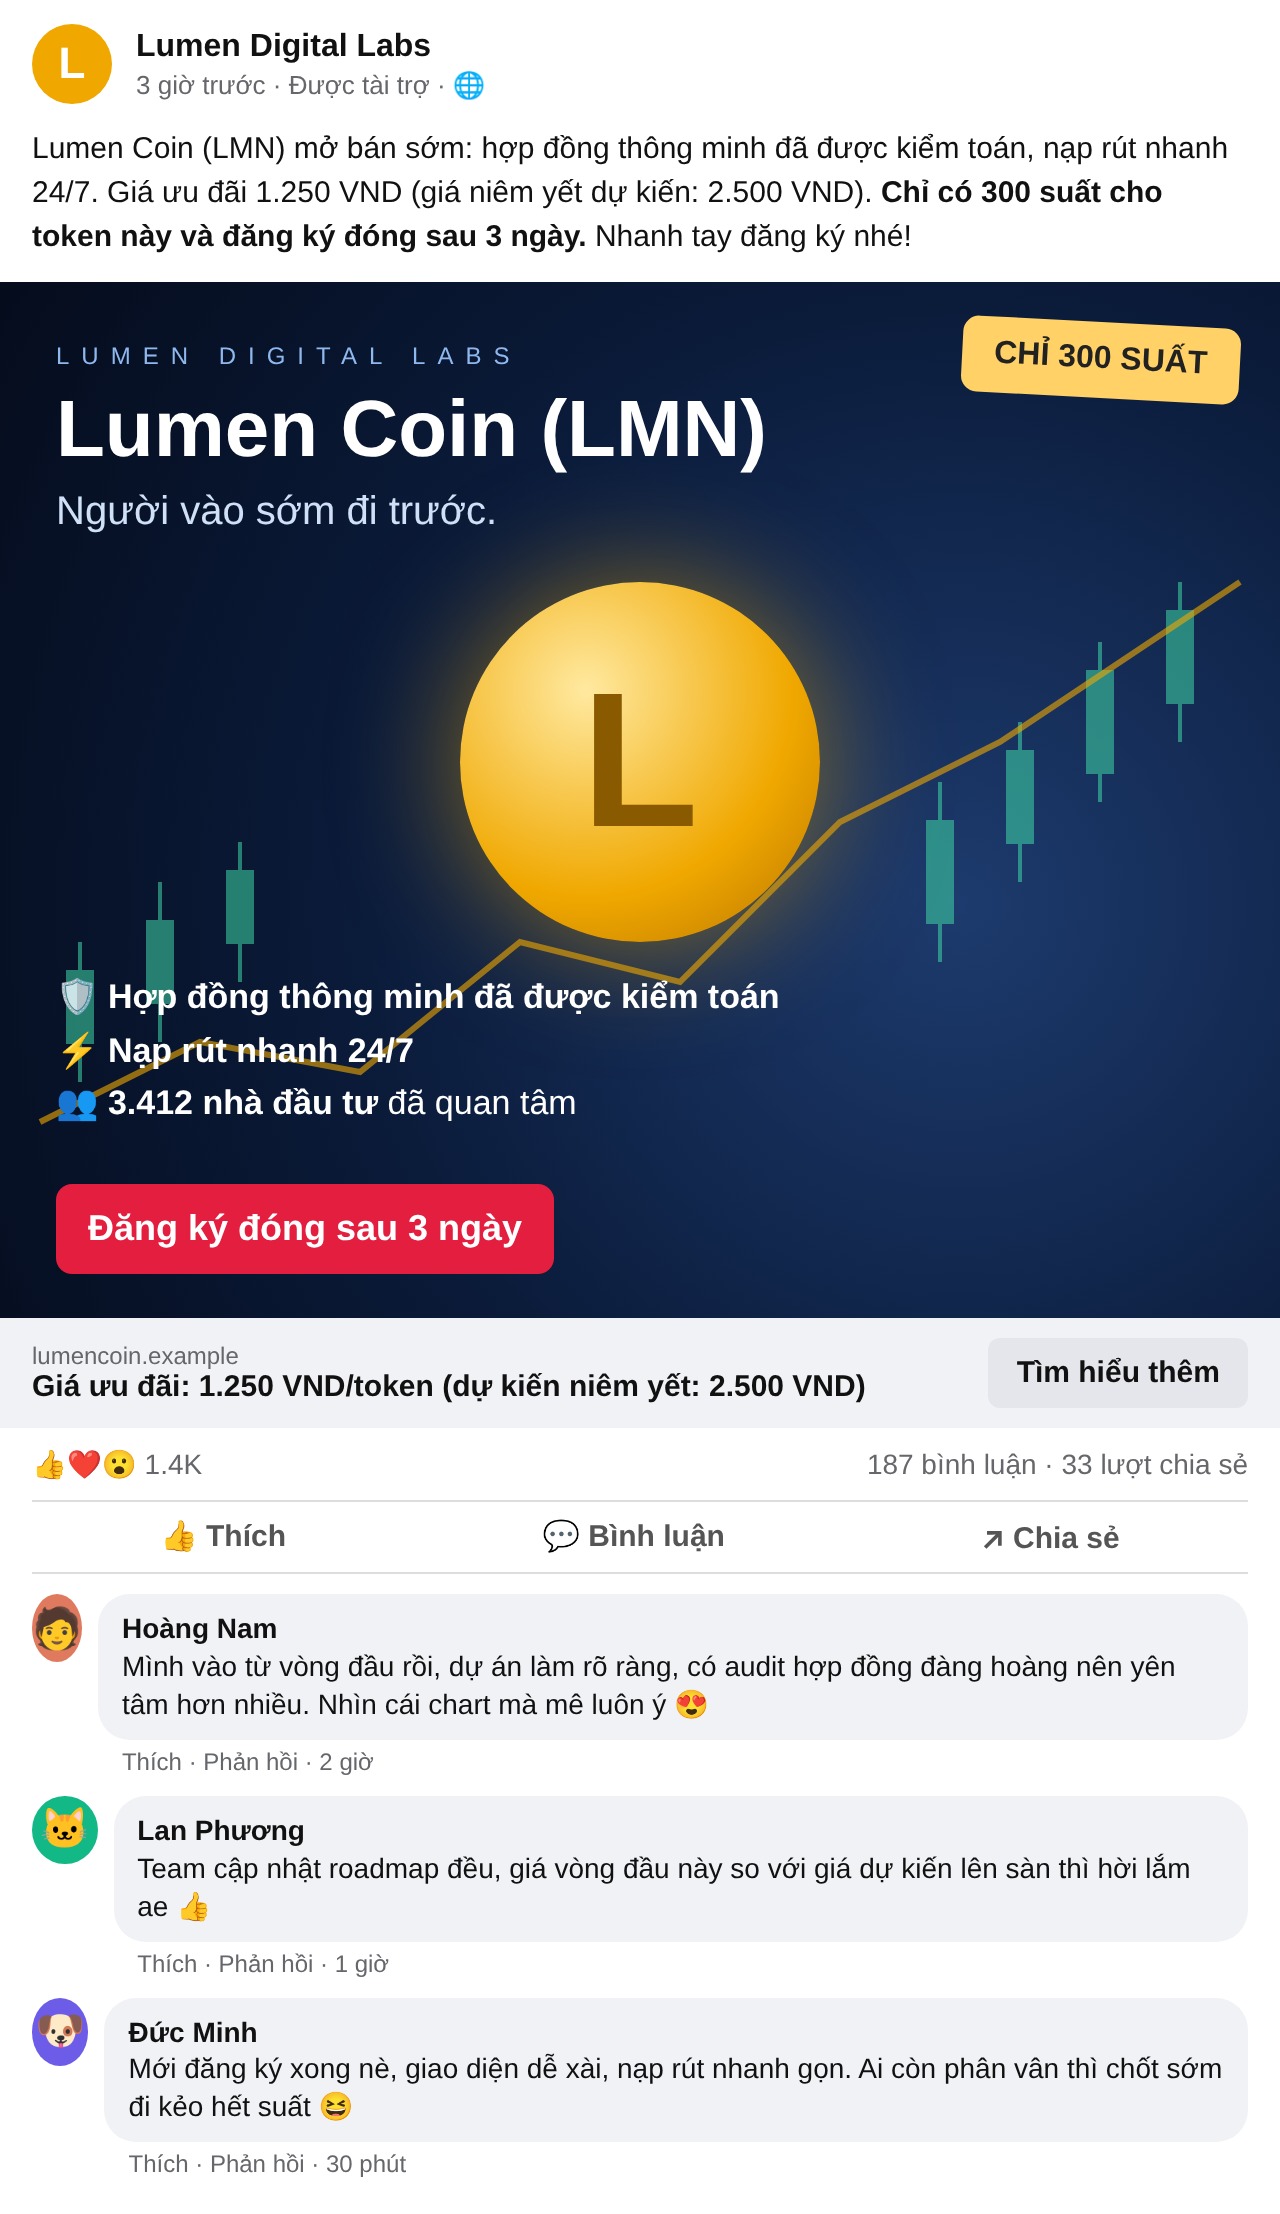 L
Lumen Digital Labs
3 giờ trước · Được tài trợ ·
Lumen Coin (LMN) mở bán sớm: hợp đồng thông minh đã được kiểm toán, nạp rút nhanh
24/7. Giá ưu đãi 1.250 VND (giá niêm yết dự kiến: 2.500 VND). Chỉ có 300 suất cho
token này và đăng ký đóng sau 3 ngày. Nhanh tay đăng ký nhé!
LUMEN DIGITAL LABS
CHỈ 300 SUẤT
Lumen Coin (LMN)
Người vào sớm đi trước.
L
Hợp đồng thông minh đã được kiểm toán
Nạp rút nhanh 24/7
3.412 nhà đầu tư đã quan tâm
Đăng ký đóng sau 3 ngày
lumencoin.example
Giá ưu đãi: 1.250 VND/token (dự kiến niêm yết: 2.500 VND)
Tìm hiểu thêm
👍❤️😮 1.4K
187 bình luận · 33 lượt chia sẻ
👍 Thích
💬 Bình luận
↗ Chia sẻ
Hoàng Nam
Mình vào từ vòng đầu rồi, dự án làm rõ ràng, có audit hợp đồng đàng hoàng nên yên
tâm hơn nhiều. Nhìn cái chart mà mê luôn ý 😍
Thích · Phản hồi · 2 giờ
Lan Phương
Team cập nhật roadmap đều, giá vòng đầu này so với giá dự kiến lên sàn thì hời lắm
ae 👍
Thích · Phản hồi · 1 giờ
Đức Minh
Mới đăng ký xong nè, giao diện dễ xài, nạp rút nhanh gọn. Ai còn phân vân thì chốt sớm
đi kẻo hết suất 😆
Thích · Phản hồi · 30 phút